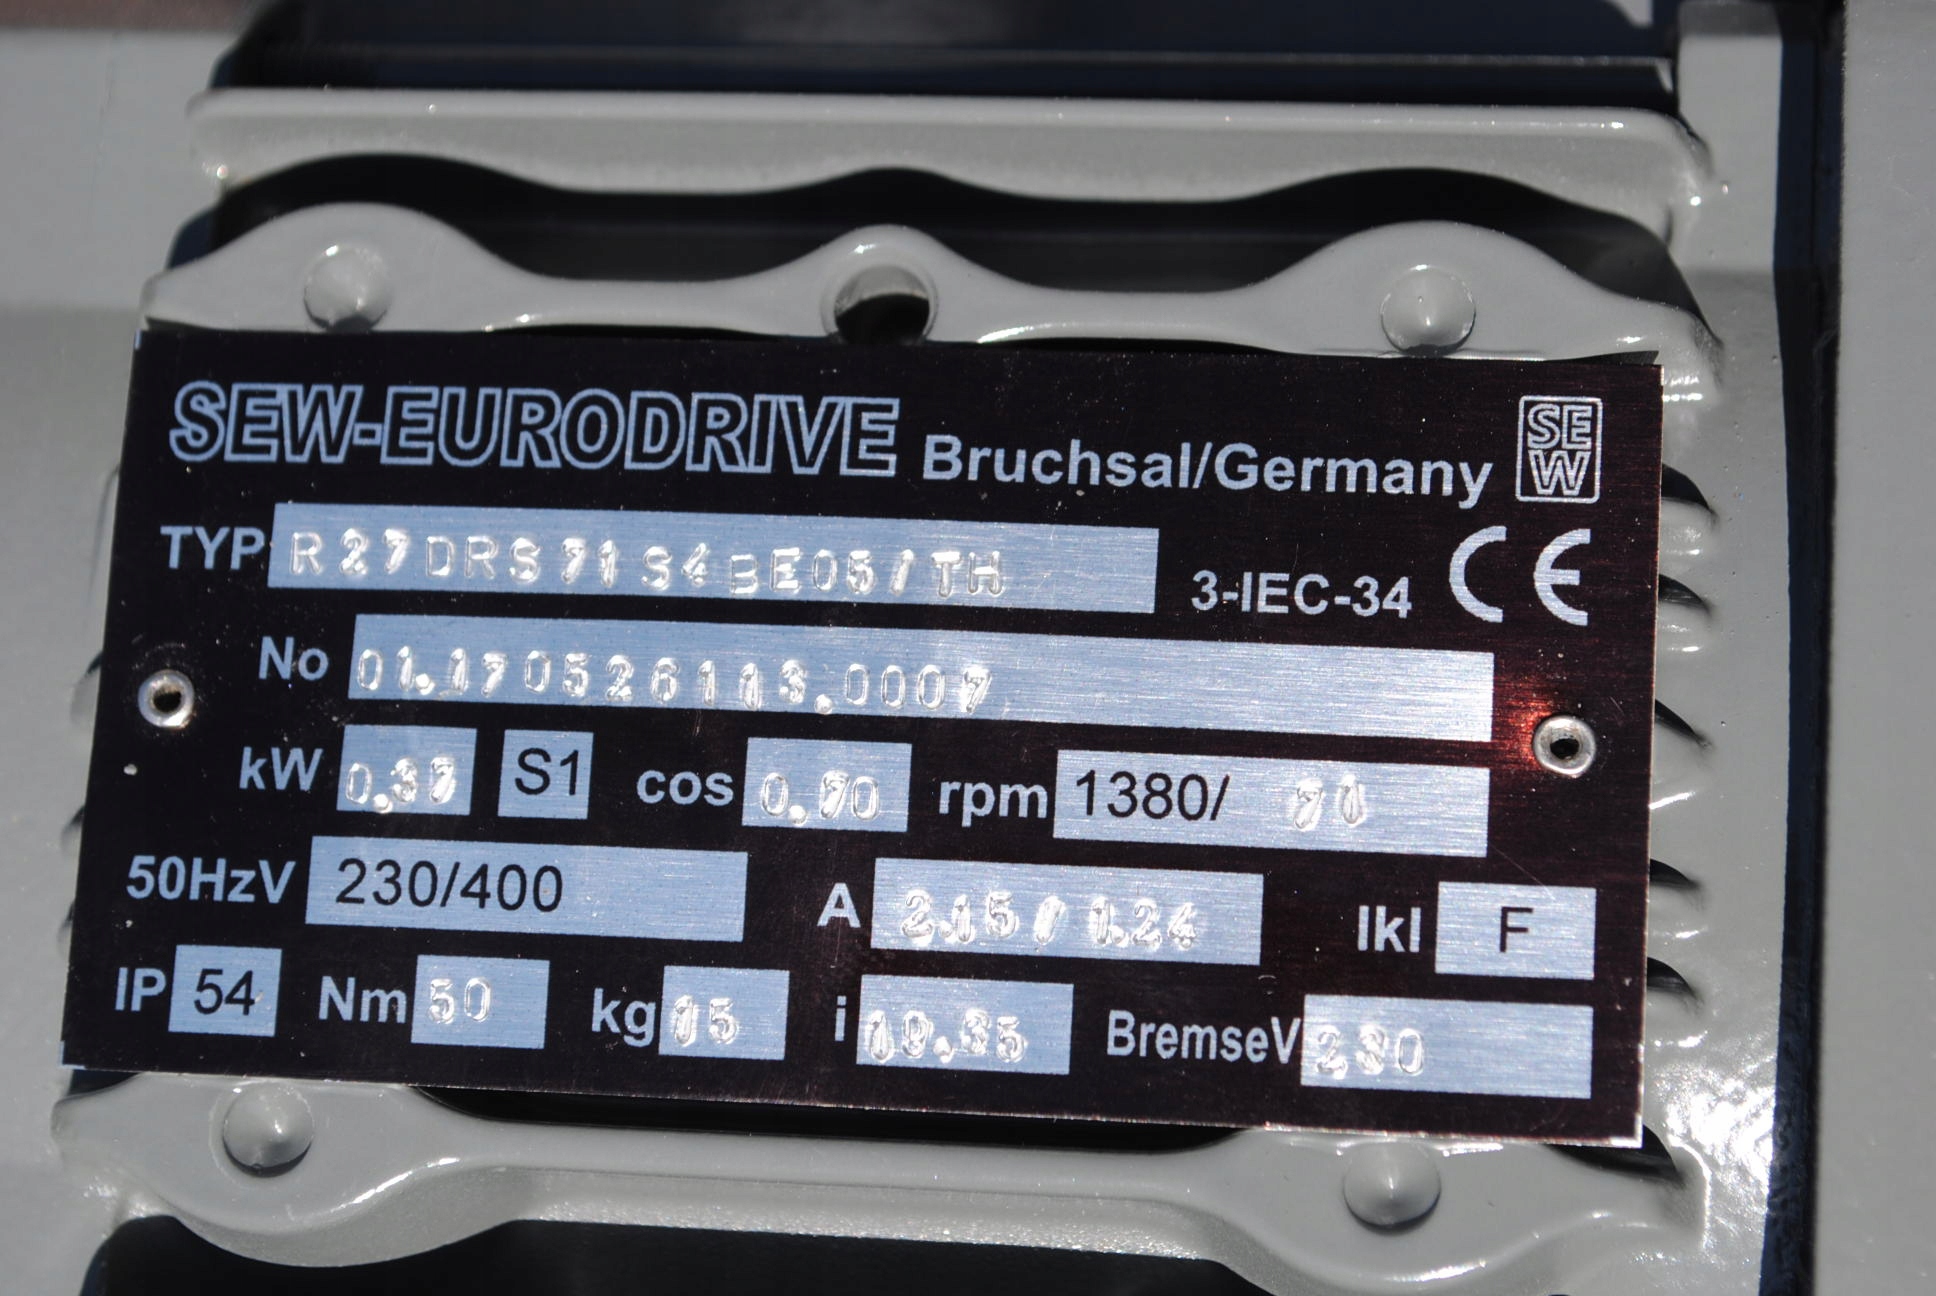 SEW-EURODRIVE Bruchsal/Germany SEW
TYP R27DRS71S4BE05/TH 3-IEC-34 CE
No 01.1705261113.0007
kW 0.37 S1 cos 0.70 rpm 1380/ 71
50HzV 230/400 A 2.15/1.24 Ikl F
IP 54 Nm 50 kg 15 i 19.35 BremseV 230